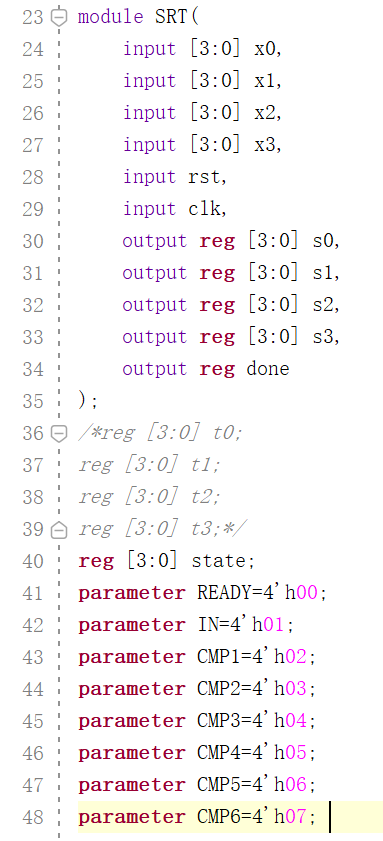 23 module SRT(
24 input [3:0] x0,
25 input [3:0] x1,
26 input [3:0] x2,
27 input [3:0] x3,
28 input rst,
29 input clk,
30 output reg [3:0] s0,
31 output reg [3:0] s1,
32 output reg [3:0] s2,
33 output reg [3:0] s3,
34 output reg done
35 );
36 /*reg [3:0] t0;
37 reg [3:0] t1;
38 reg [3:0] t2;
39 reg [3:0] t3;*/
40 reg [3:0] state;
41 parameter READY=4'h00;
42 parameter IN=4'h01;
43 parameter CMP1=4'h02;
44 parameter CMP2=4'h03;
45 parameter CMP3=4'h04;
46 parameter CMP4=4'h05;
47 parameter CMP5=4'h06;
48 parameter CMP6=4'h07;